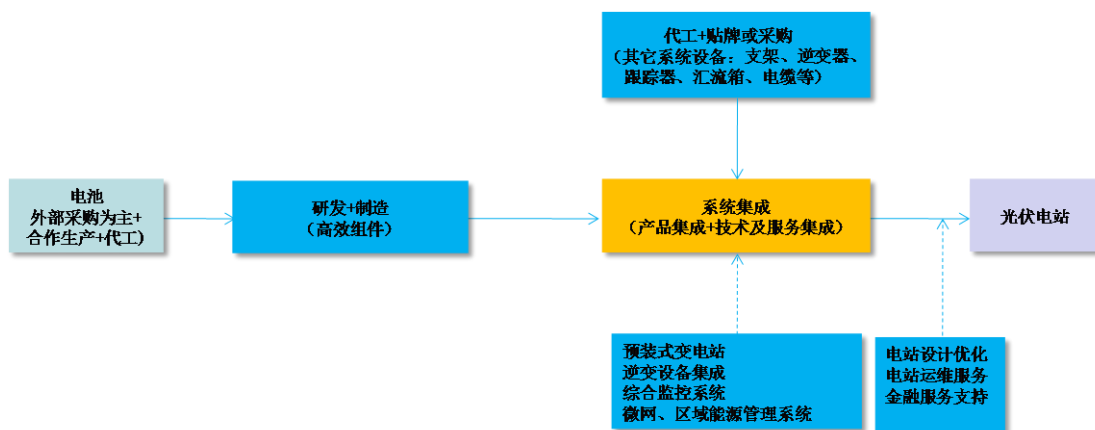 代工+贴牌或采购
（其它系统设备：支架、逆变器、
跟踪器、汇流箱、电缆等）
电池
外部采购为主+
合作生产+代工)
研发+制造
（高效组件）
系统集成
（产品集成+技术及服务集成）
光伏电站
预装式变电站
逆变设备集成
综合监控系统
微网、区域能源管理系统
电站设计优化
电站运维服务
金融服务支持